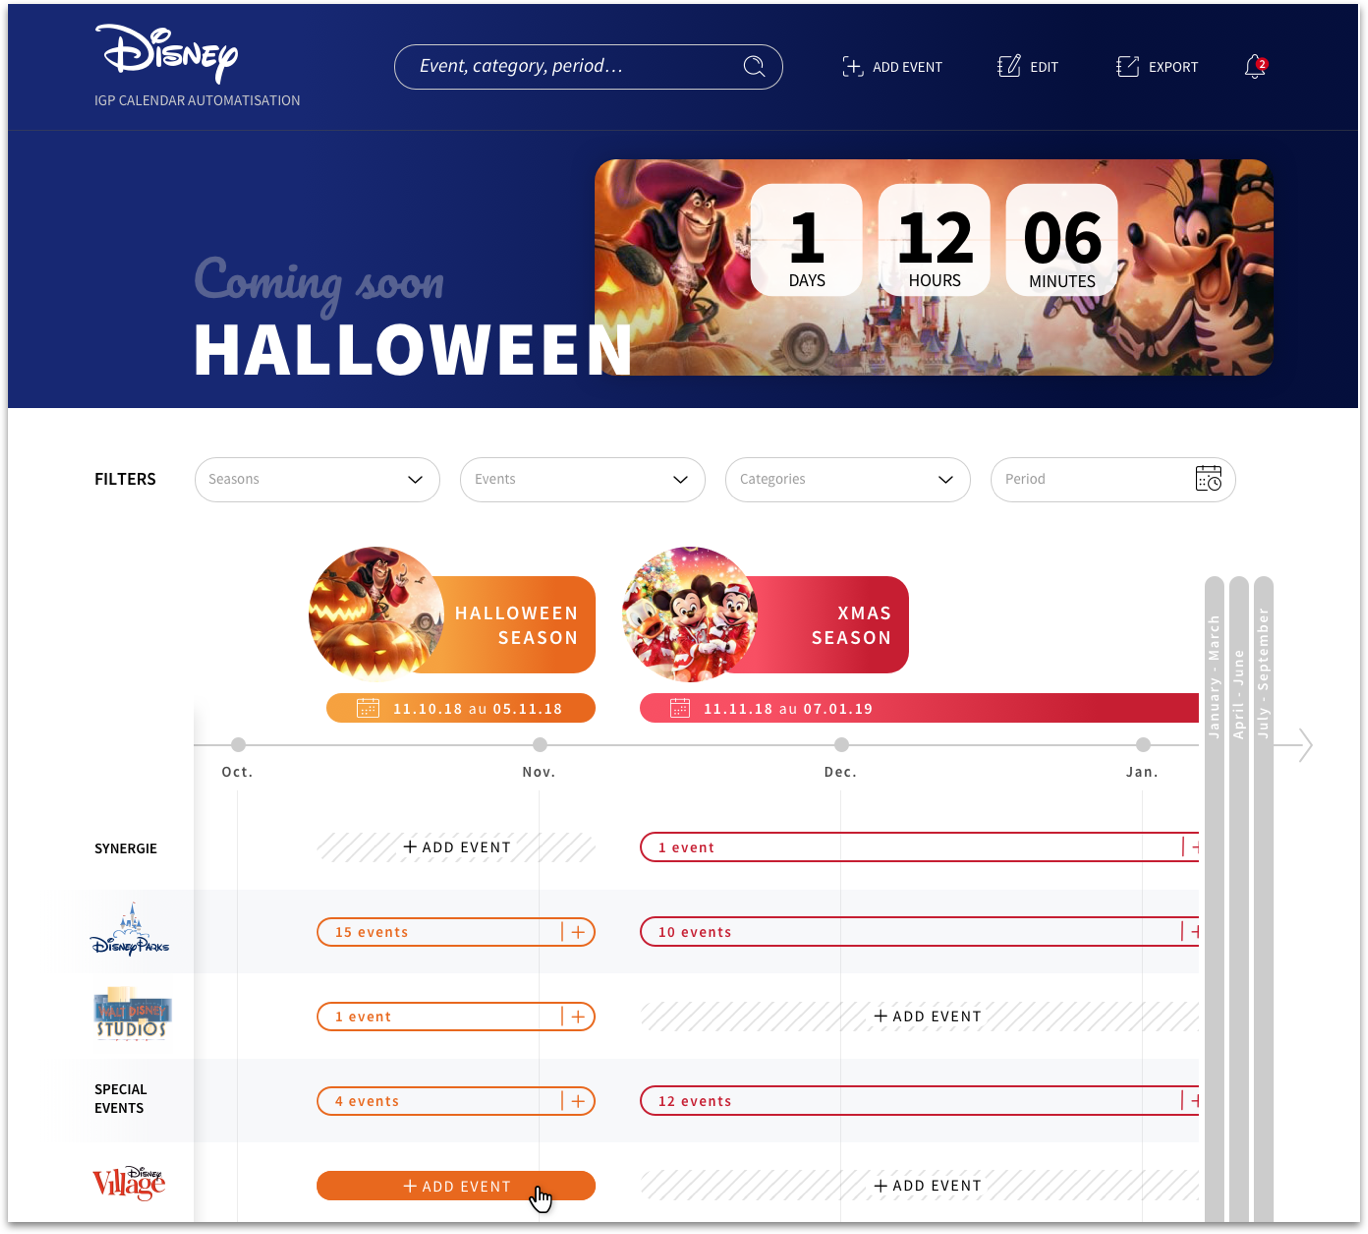 Disney
IGP CALENDAR AUTOMATISATION
Event, category, period...
ADD EVENT
EDIT
EXPORT
2
Coming soon
HALLOWEEN
1
DAYS
12
HOURS
06
MINUTES
FILTERS
Seasons
Events
Categories
Period
HALLOWEEN
SEASON
XMAS
SEASON
11.10.18 au 05.11.18
11.11.18 au 07.01.19
January - March
April - June
July - September
Oct.
Nov.
Dec.
Jan.
SYNERGIE
+ ADD EVENT
1 event
+
Disney Parks
15 events
+
10 events
+
WALT DISNEY
STUDIOS
1 event
+
+ ADD EVENT
SPECIAL
EVENTS
4 events
+
12 events
+
Disney
Village
+ ADD EVENT
+ ADD EVENT